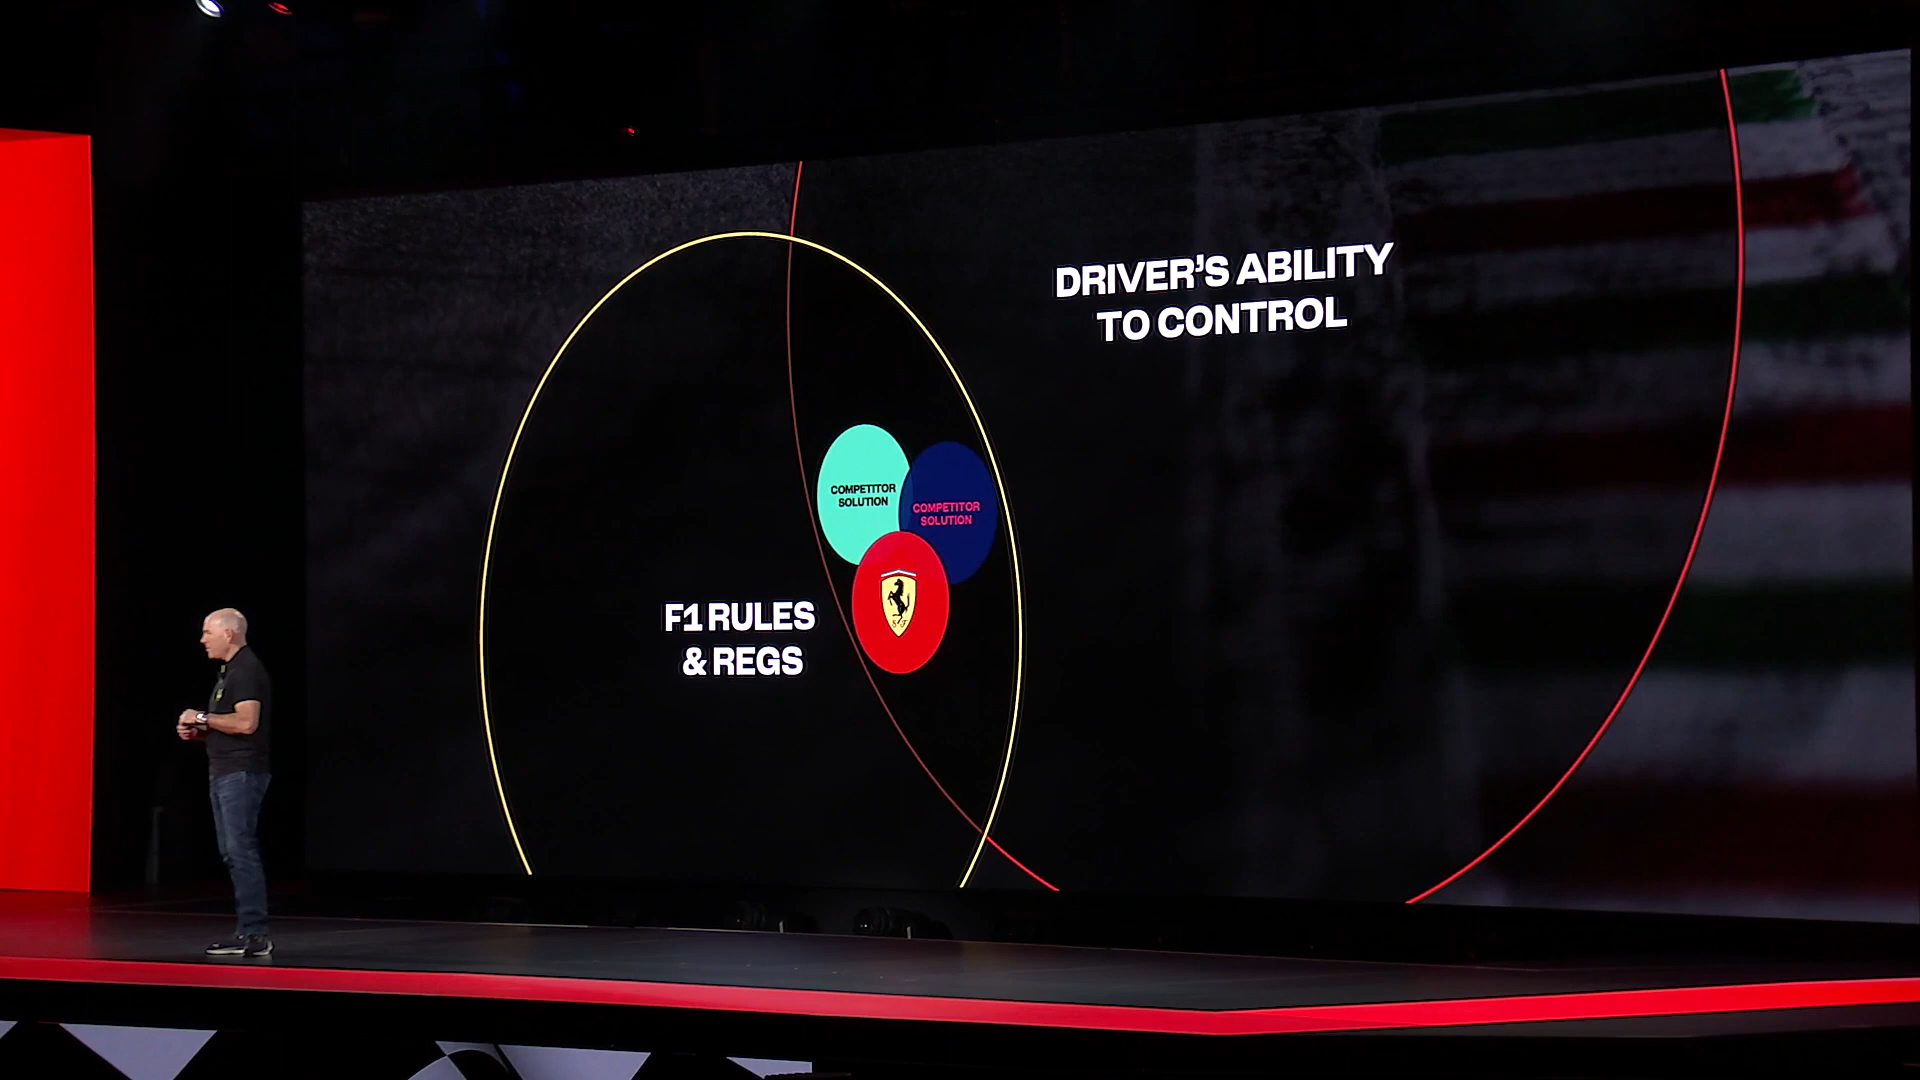 DRIVER'S ABILITY
TO CONTROL
COMPETITOR
SOLUTION
COMPETITOR
SOLUTION
S F
F1 RULES
& REGS